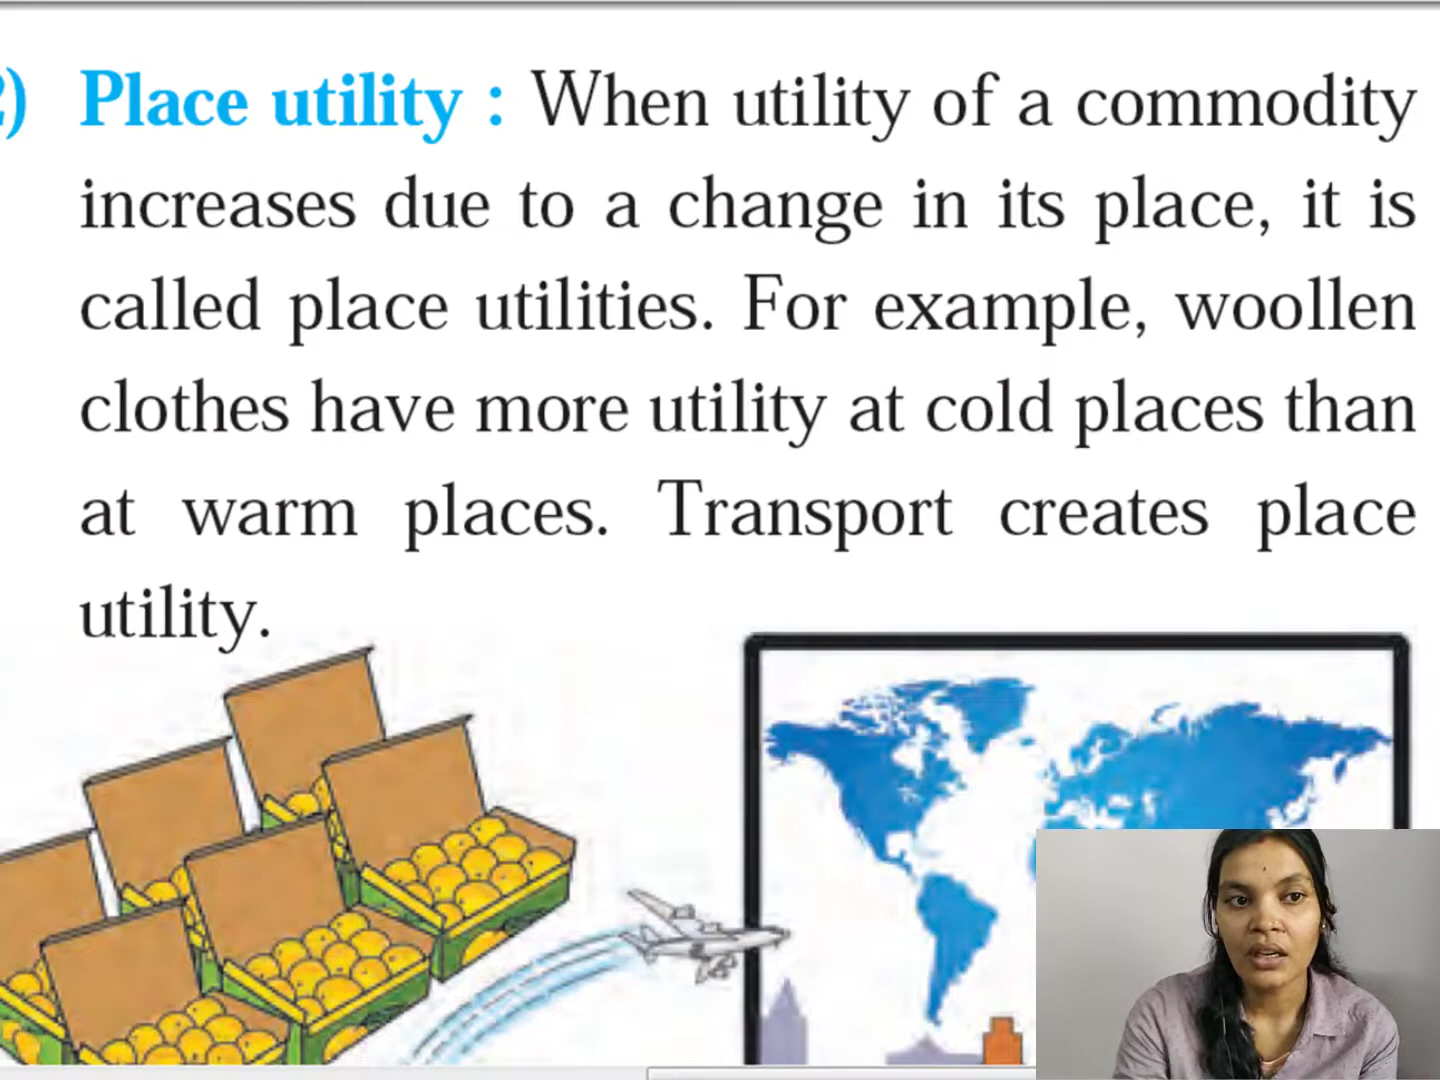 2) Place utility : When utility of a commodity
increases due to a change in its place, it is
called place utilities. For example, woollen
clothes have more utility at cold places than
at warm places. Transport creates place
utility.